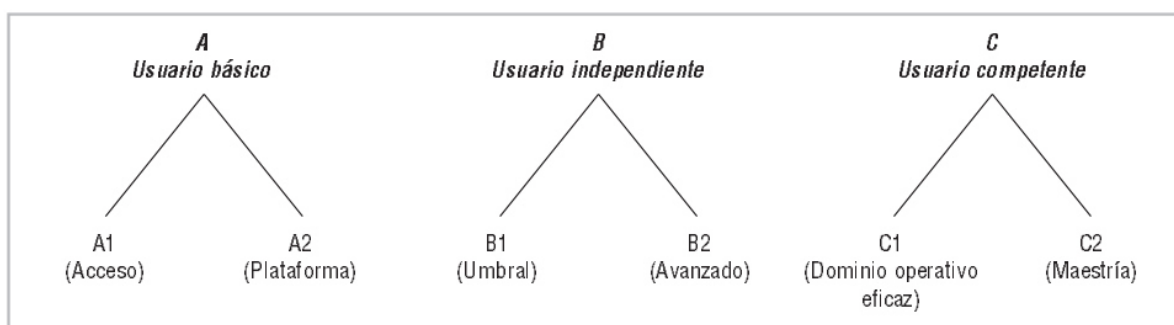 A
Usuario básico
B
Usuario independiente
C
Usuario competente
A1
(Acceso)
A2
(Plataforma)
B1
(Umbral)
B2
(Avanzado)
C1
(Dominio operativo
eficaz)
C2
(Maestría)